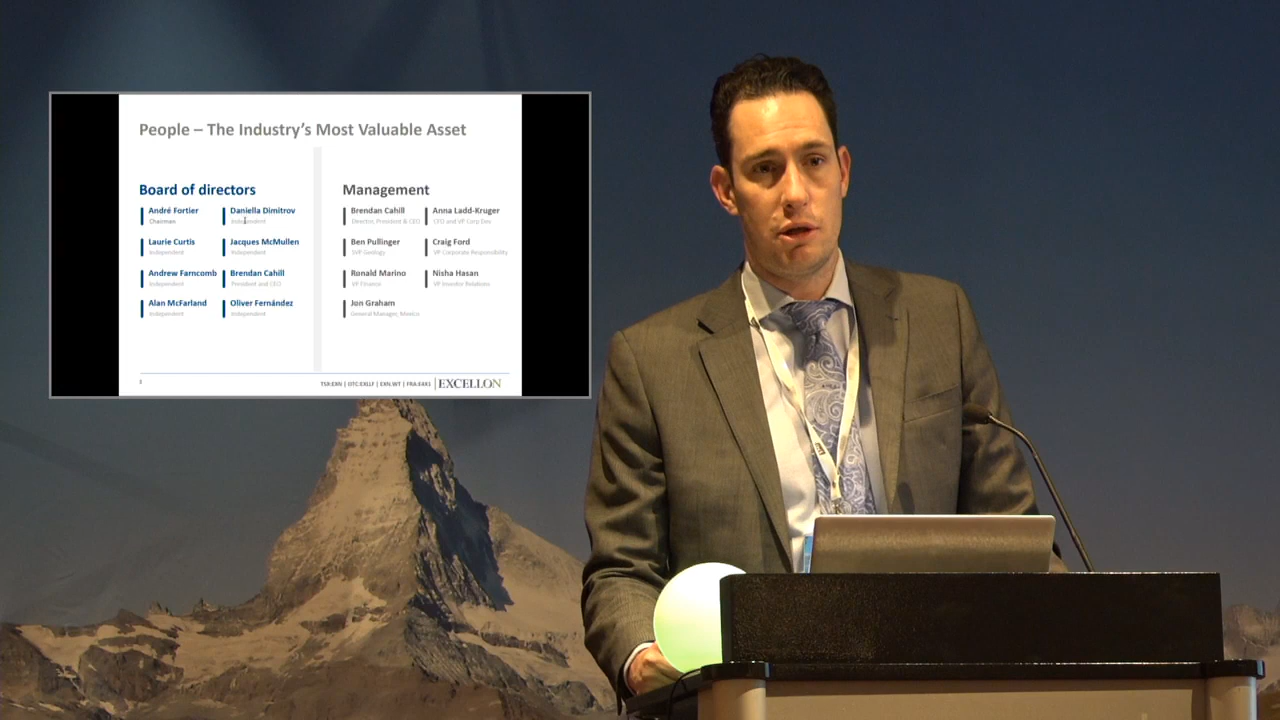 People – The Industry's Most Valuable Asset
Board of directors
André Fortier
Chairman
Daniella Dimitrov
Independent
Laurie Curtis
Independent
Jacques McMullen
Independent
Andrew Farncomb
Independent
Brendan Cahill
President and CEO
Alan McFarland
Independent
Oliver Fernández
Independent
Management
Brendan Cahill
Director, President & CEO
Anna Ladd-Kruger
CFO and VP Corp Dev
Ben Pullinger
SVP Geology
Craig Ford
VP Corporate Responsibility
Ronald Marino
VP Finance
Nisha Hasan
VP Investor Relations
Jon Graham
General Manager, Mexico
TSX:EXN | OTC:EXLLF | EXN.WT | FRA:E4X1
EXCELLON